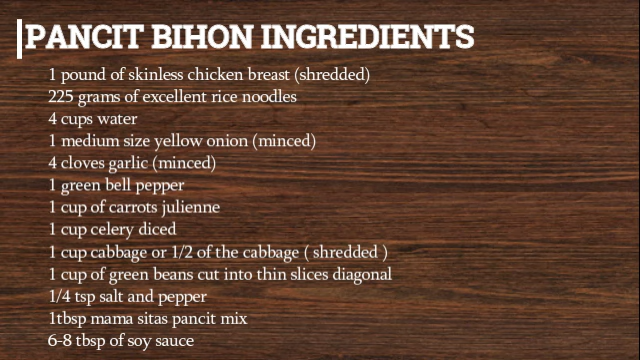 PANCIT BIHON INGREDIENTS
1 pound of skinless chicken breast (shredded)
225 grams of excellent rice noodles
4 cups water
1 medium size yellow onion (minced)
4 cloves garlic (minced)
1 green bell pepper
1 cup of carrots julienne
1 cup celery diced
1 cup cabbage or 1/2 of the cabbage ( shredded )
1 cup of green beans cut into thin slices diagonal
1/4 tsp salt and pepper
1tbsp mama sitas pancit mix
6-8 tbsp of soy sauce